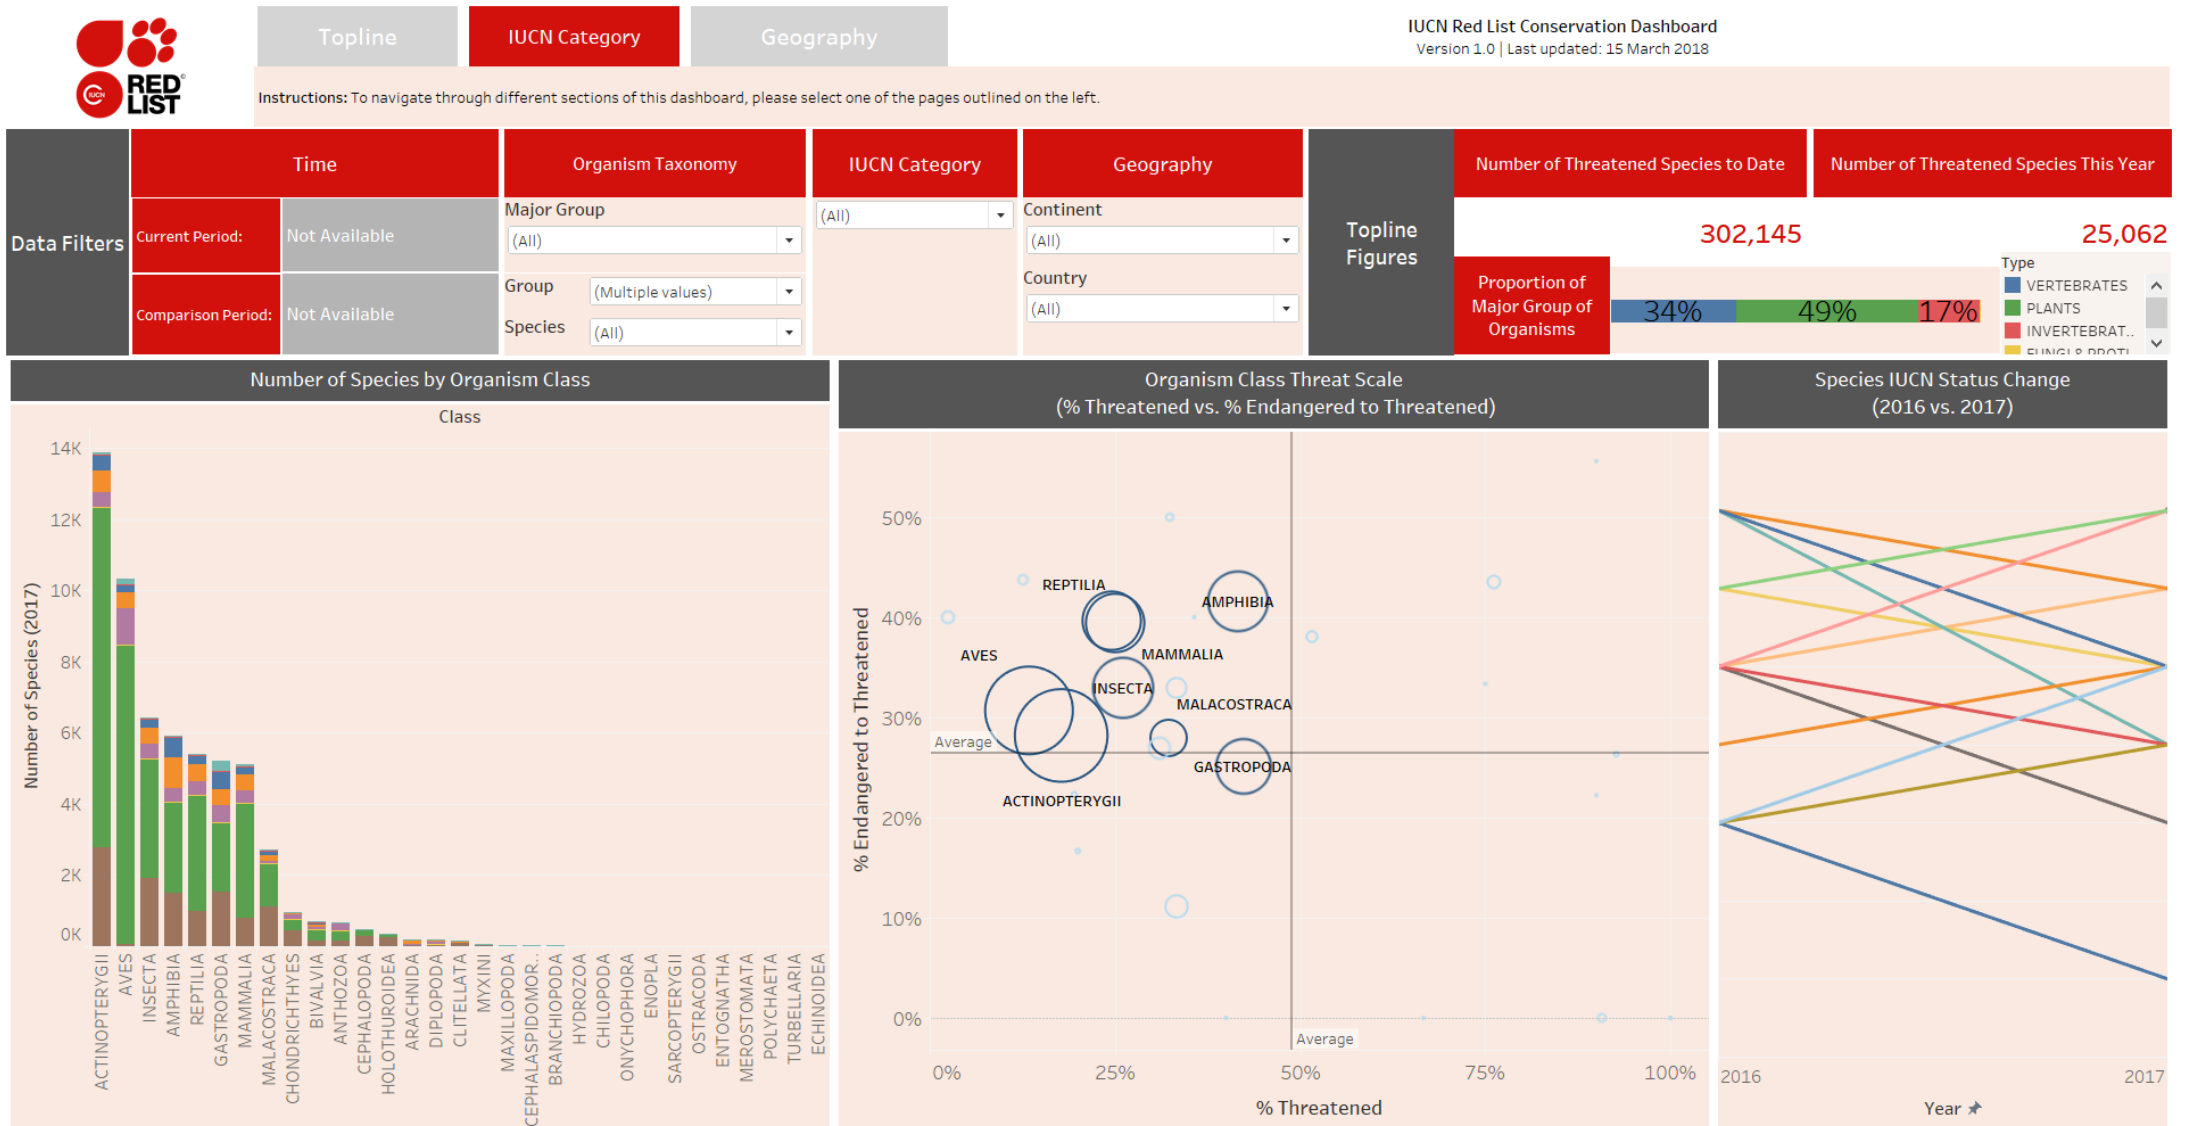 Topline
IUCN Category
Geography
IUCN Red List Conservation Dashboard
Version 1.0 | Last updated: 15 March 2018
IUCN
RED
LIST
Instructions: To navigate through different sections of this dashboard, please select one of the pages outlined on the left.
Data Filters
Time
Organism Taxonomy
IUCN Category
Geography
Current Period:
Not Available
Comparison Period:
Not Available
Major Group
(All)
Group
(Multiple values)
Species
(All)
(All)
Continent
(All)
Country
(All)
Topline
Figures
Number of Threatened Species to Date
Number of Threatened Species This Year
302,145
25,062
Proportion of
Major Group of
Organisms
34%
49%
17%
Type
VERTEBRATES
PLANTS
INVERTEBRAT..
Number of Species by Organism Class
Class
Number of Species (2017)
14K
12K
10K
8K
6K
4K
2K
0K
ACTINOPTERYGII
AVES
INSECTA
AMPHIBIA
REPTILIA
GASTROPODA
MAMMALIA
MALACOSTRACA
CHONDRICHTHYES
BIVALVIA
ANTHOZOA
CEPHALOPODA
HOLOTHUROIDEA
ARACHNIDA
DIPLOPODA
CLITELLATA
MYXINI
MAXILLOPODA
CEPHALASPIDOMOR..
BRANCHIOPODA
HYDROZOA
CHILOPODA
ONYCHOPHORA
ENOPLA
SARCOPTERYGII
OSTRACODA
ENTOGNATHA
MEROSTOMATA
POLYCHAETA
TURBELLARIA
ECHINOIDEA
Organism Class Threat Scale
(% Threatened vs. % Endangered to Threatened)
% Endangered to Threatened
50%
40%
30%
20%
10%
0%
REPTILIA
AMPHIBIA
AVES
MAMMALIA
INSECTA
MALACOSTRACA
Average
GASTROPODA
ACTINOPTERYGII
Average
0%
25%
50%
75%
100%
% Threatened
Species IUCN Status Change
(2016 vs. 2017)
2016
2017
Year